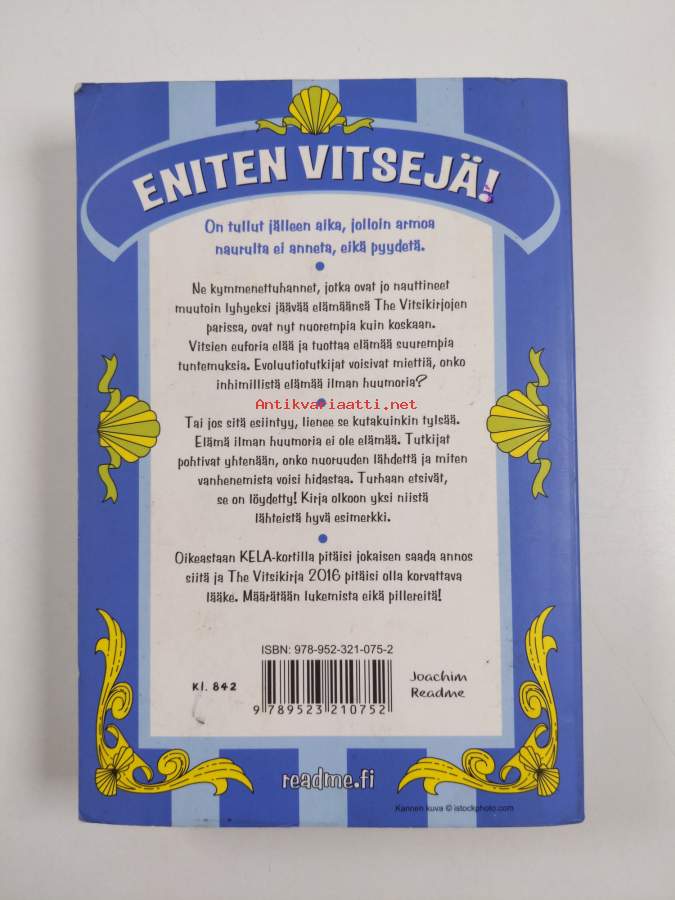 ENITEN VITSEJÄ!
On tullut jälleen aika, jolloin armoa
naurulta ei anneta, eikä pyydetä.
Ne kymmenettuhannet, jotka ovat jo nauttineet
muutoin lyhyeksi jäävää elämäänsä The Vitsikirjojen
parissa, ovat nyt nuorempia kuin koskaan.
Vitsien euforia elää ja tuottaa elämää suurempia
tuntemuksia. Evoluutiotutkijat voisivat miettiä, onko
inhimillistä elämää ilman huumoria?
Antikvariaatti.net
Tai jos sitä esiintyy, lienee se kutakuinkin tylsää.
Elämä ilman huumoria ei ole elämää. Tutkijat
pohtivat yhtenään, onko nuoruuden lähdettä ja miten
vanhenemista voisi hidastaa. Turhaan etsivät,
se on löydetty! Kirja olkoon yksi niistä
lähteistä hyvä esimerkki.
Oikeastaan KELA-kortilla pitäisi jokaisen saada annos
siitä ja The Vitsikirja 2016 pitäisi olla korvattava
lääke. Määrätään lukemista eikä pillereitä!
ISBN: 978-952-321-075-2
Kl. 842
9 789523 210752
Joachim
Readme
readme.fi
Kannen kuva © istockphoto.com